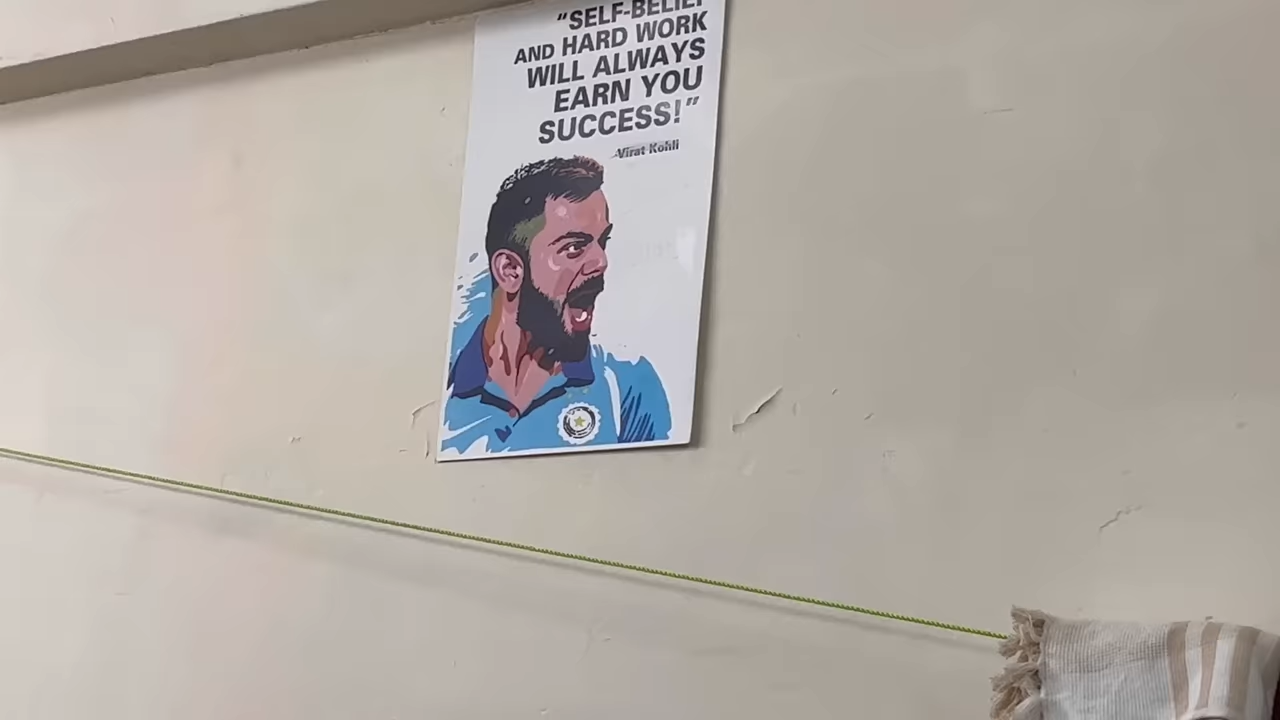 "SELF-BELIEF
AND HARD WORK
WILL ALWAYS
EARN YOU
SUCCESS!"
-Virat Kohli